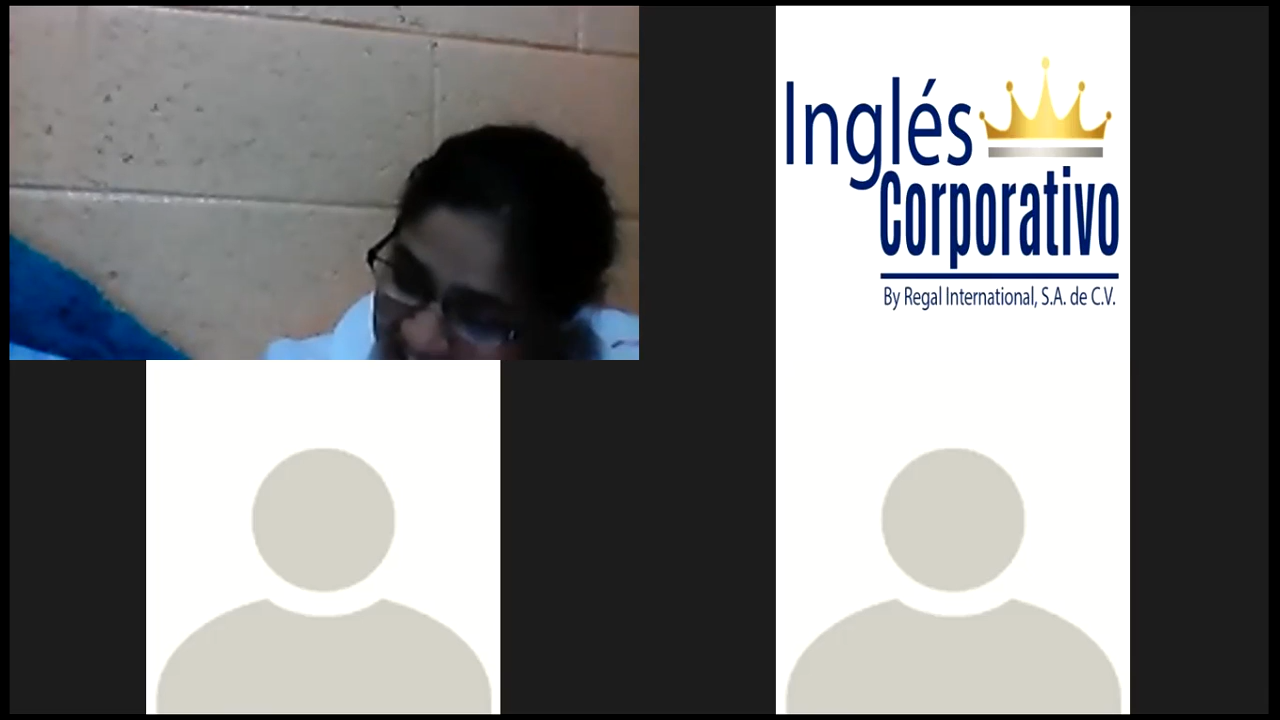 Inglés
Corporativo
By Regal International, S.A. de C.V.